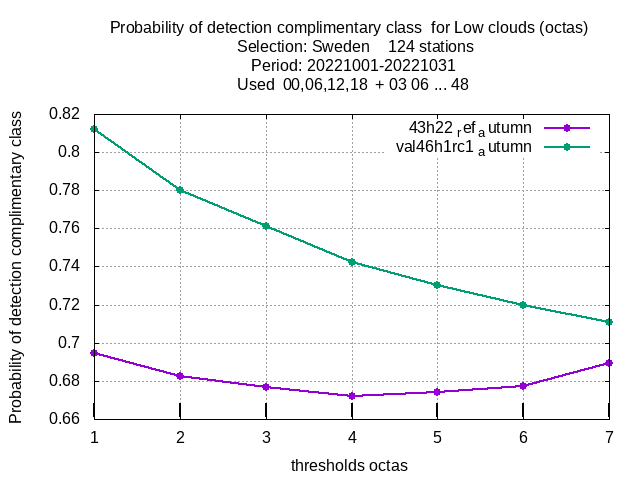 Probability of detection complimentary class  for Low clouds (octas)
Selection: Sweden    124 stations
Period: 20221001-20221031
Used  00,06,12,18  + 03 06 ... 48
Probability of detection complimentary class
0.82
0.8
0.78
0.76
0.74
0.72
0.7
0.68
0.66
43h22 refautumn
val46h1rc1 autumn
1 2 3 4 5 6 7
thresholds octas